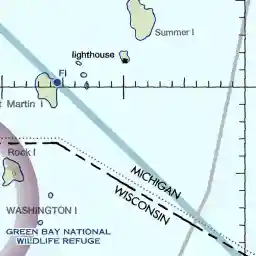 Summer I
lighthouse
Fl
t Martin I
Rock I
MICHIGAN
WISCONSIN
WASHINGTON I
GREEN BAY NATIONAL
WILDLIFE REFUGE